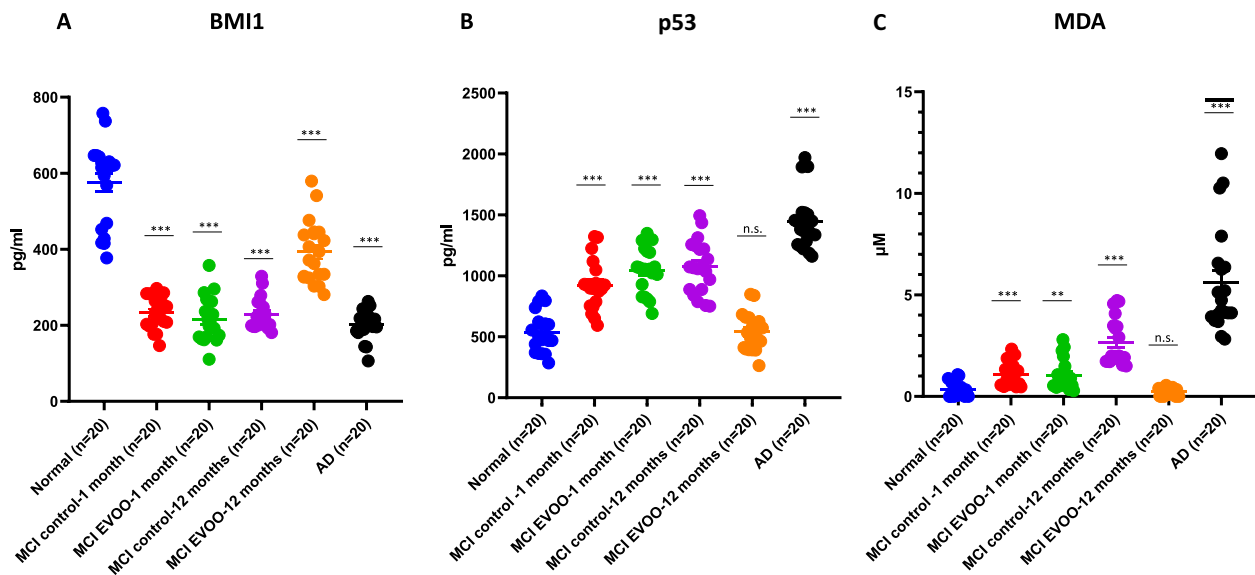 A BMI1
pg/ml
800
600
400
200
0
***
***
***
***
***
Normal (n=20)
MCI control-1 month (n=20)
MCI EVOO-1 month (n=20)
MCI control-12 months (n=20)
MCI EVOO-12 months (n=20)
AD (n=20)
B p53
pg/ml
2500
2000
1500
1000
500
0
***
***
***
n.s.
***
Normal (n=20)
MCI control -1 month (n=20)
MCI EVOO-1 month (n=20)
MCI control-12 months (n=20)
MCI EVOO-12 months (n=20)
AD (n=20)
C MDA
µM
15
10
5
0
***
**
***
n.s.
***
Normal (n=20)
MCI control -1 month (n=20)
MCI EVOO-1 month (n=20)
MCI control-12 months (n=20)
MCI EVOO-12 months (n=20)
AD (n=20)